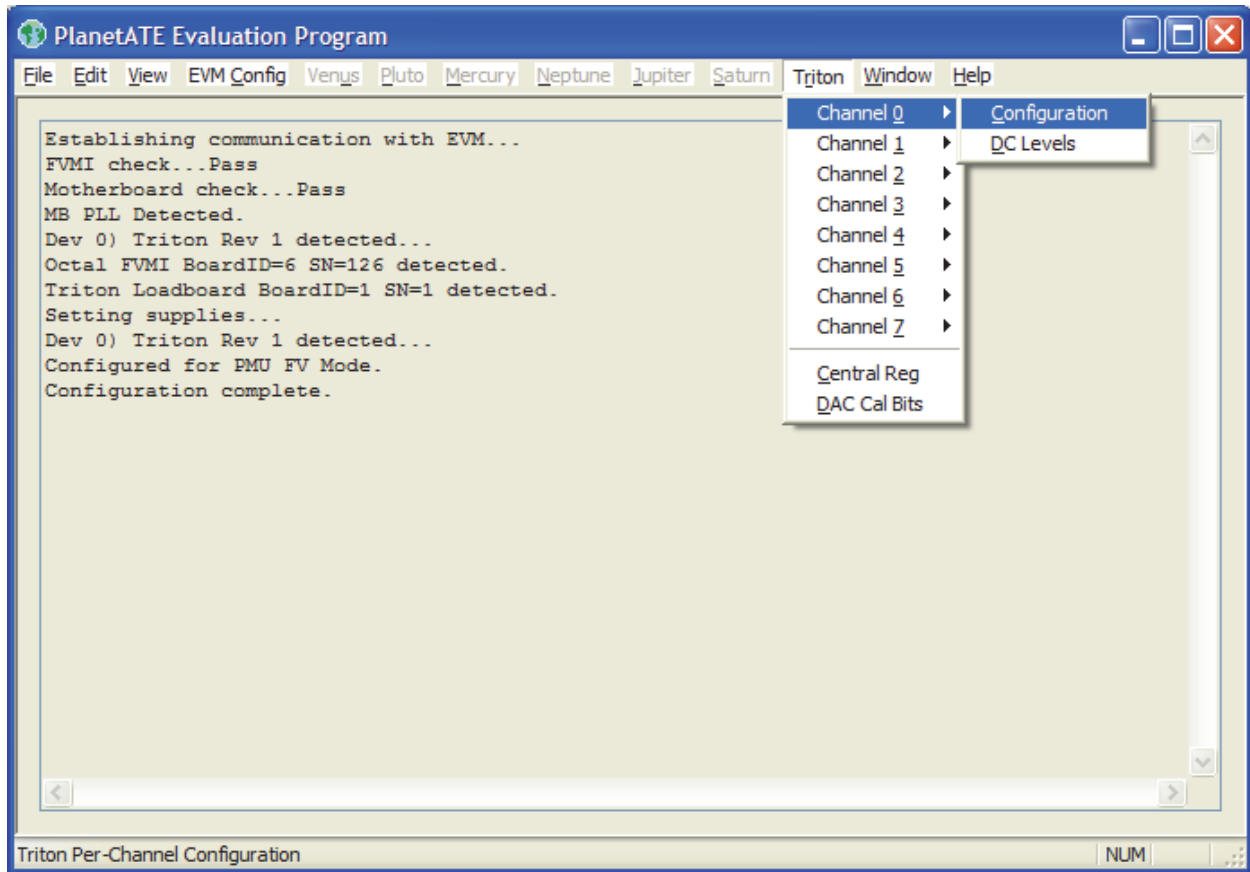 PlanetATE Evaluation Program
File Edit View EVM Config Venus Pluto Mercury Neptune Jupiter Saturn Triton Window Help
Establishing communication with EVM...
FVMI check...Pass
Motherboard check...Pass
MB PLL Detected.
Dev 0) Triton Rev 1 detected...
Octal FVMI BoardID=6 SN=126 detected.
Triton Loadboard BoardID=1 SN=1 detected.
Setting supplies...
Dev 0) Triton Rev 1 detected...
Configured for PMU FV Mode.
Configuration complete.
Channel 0
Channel 1
Channel 2
Channel 3
Channel 4
Channel 5
Channel 6
Channel 7
Central Reg
DAC Cal Bits
Configuration
DC Levels
Triton Per-Channel Configuration
NUM